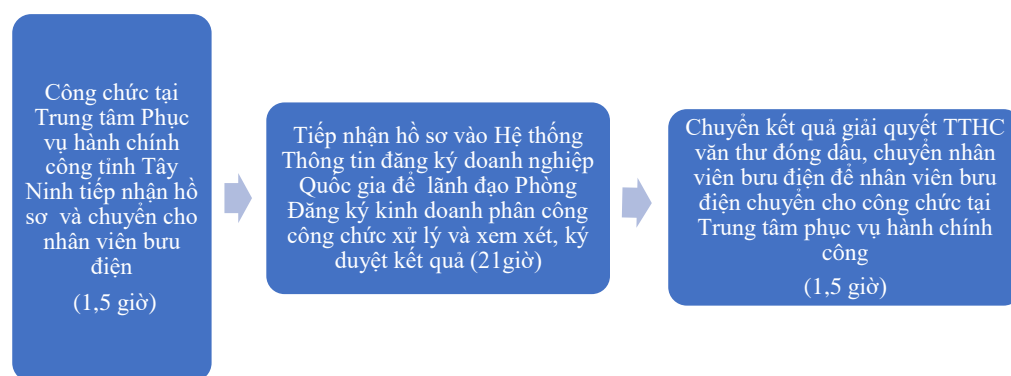 Công chức tại
Trung tâm Phục
vụ hành chính
công tỉnh Tây
Ninh tiếp nhận hồ
sơ và chuyển cho
nhân viên bưu
điện
(1,5 giờ)
Tiếp nhận hồ sơ vào Hệ thống
Thông tin đăng ký doanh nghiệp
Quốc gia để lãnh đạo Phòng
Đăng ký kinh doanh phân công
công chức xử lý và xem xét, ký
duyệt kết quả (21giờ)
Chuyển kết quả giải quyết TTHC
văn thư đóng dấu, chuyển nhân
viên bưu điện để nhân viên bưu
điện chuyển cho công chức tại
Trung tâm phục vụ hành chính
công
(1,5 giờ)